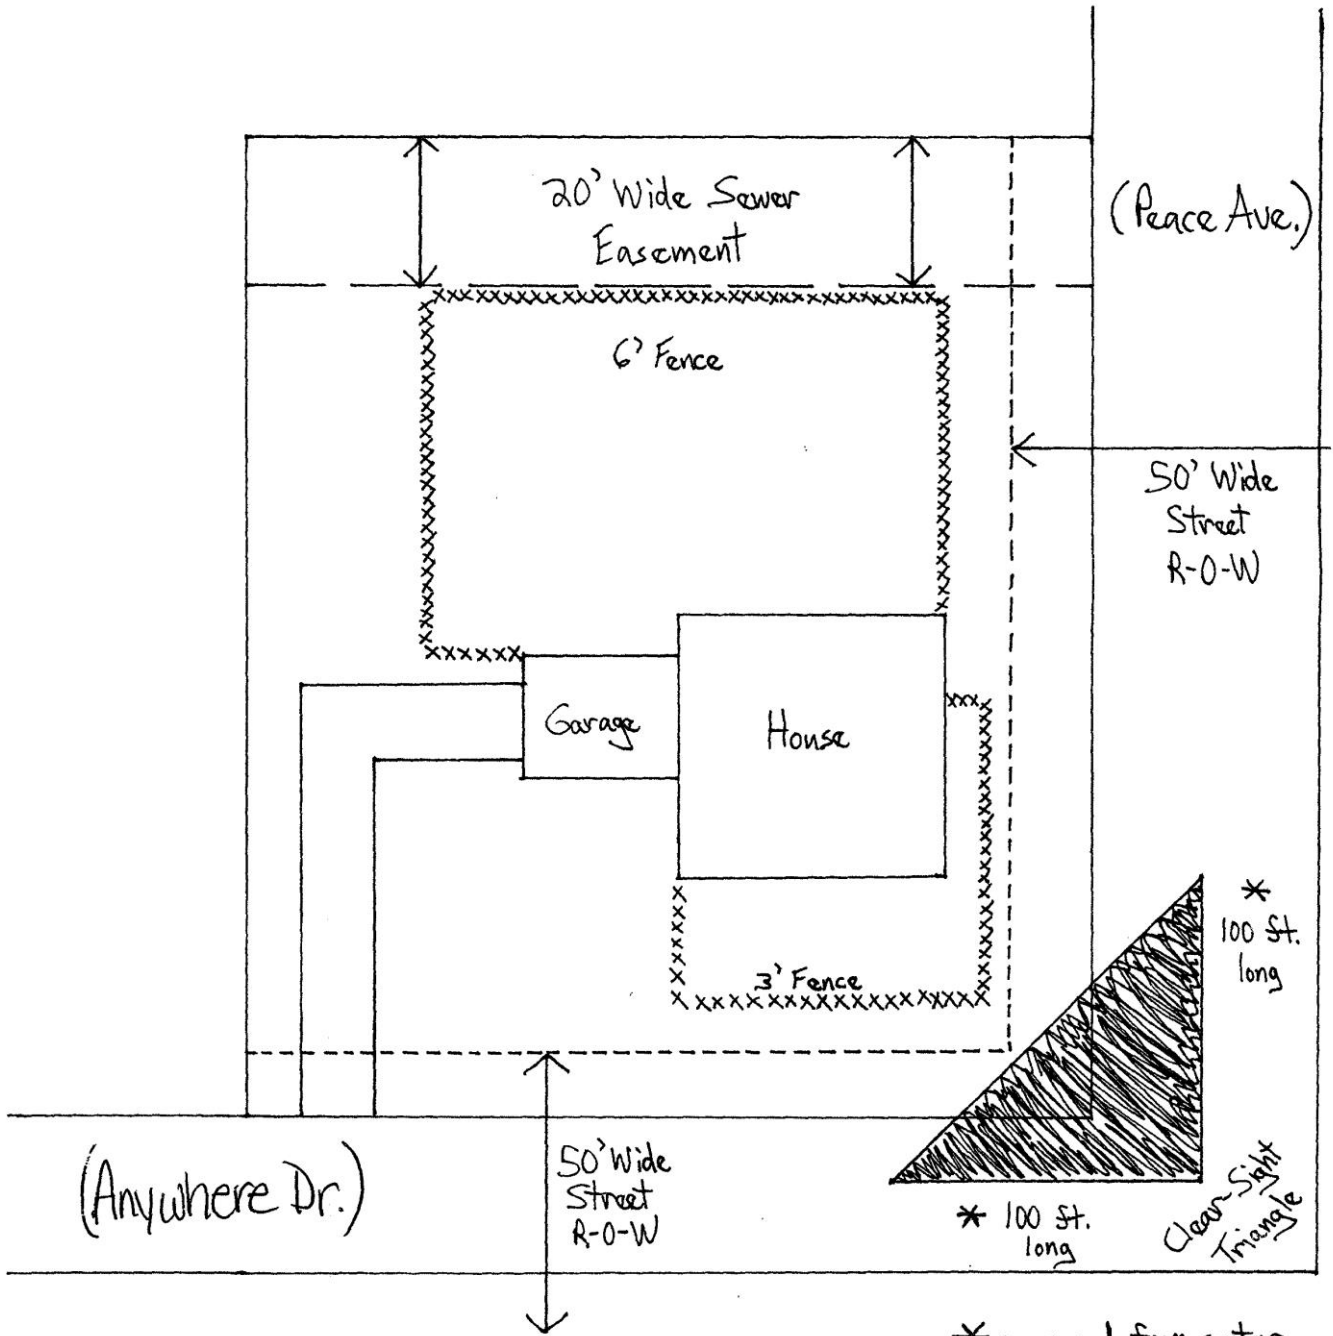 20' Wide Sewer
Easement
(Peace Ave.)
6' Fence
50' Wide
Street
R-O-W
Garage
House
*
100 ft.
long
3' Fence
(Anywhere Dr.)
50' Wide
Street
R-O-W
* 100 ft.
long
Clear-Sight
Triangle